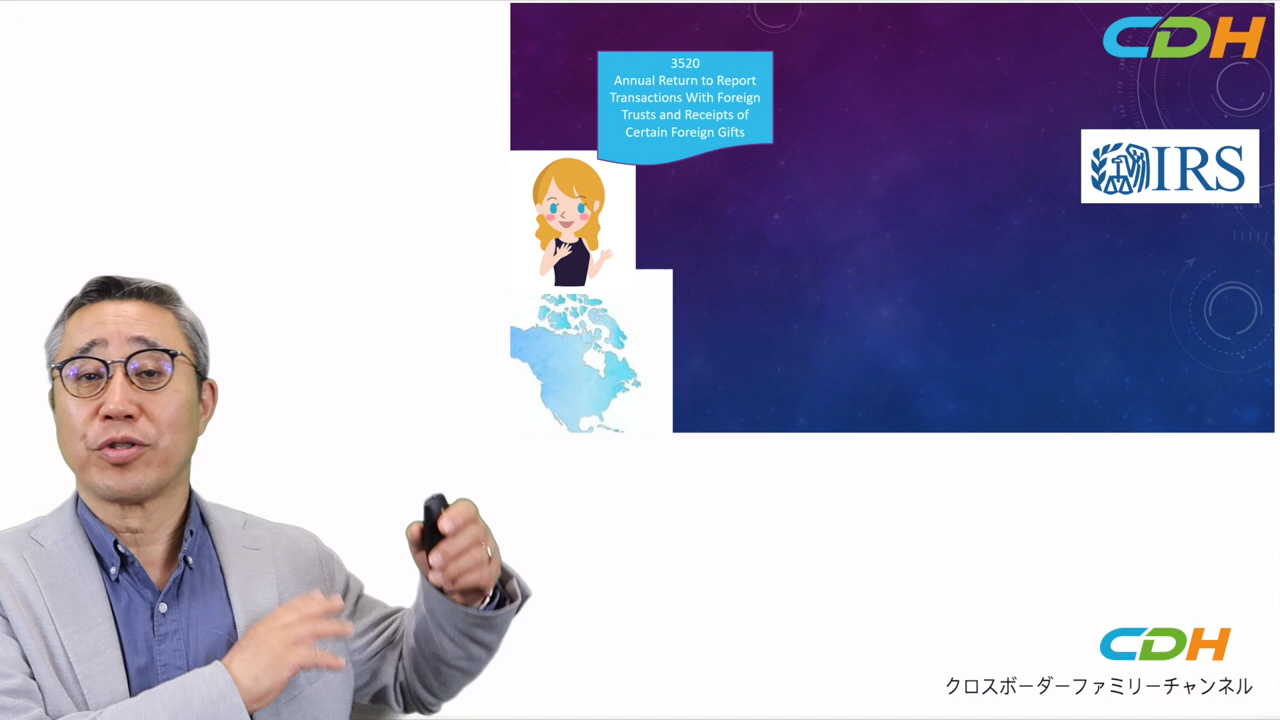 CDH
3520
Annual Return to Report
Transactions With Foreign
Trusts and Receipts of
Certain Foreign Gifts
IRS
CDH
クロスボーダーファミリーチャンネル